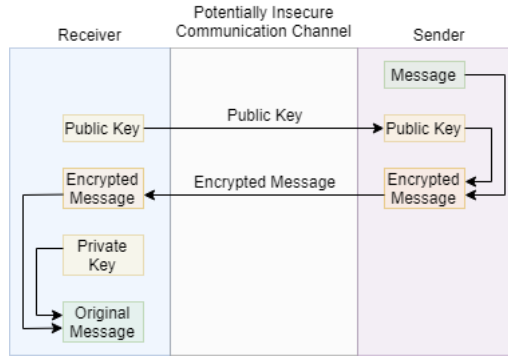 Receiver
Potentially Insecure
Communication Channel
Sender
Message
Public Key
Public Key
Public Key
Encrypted
Message
Encrypted Message
Encrypted
Message
Private
Key
Original
Message